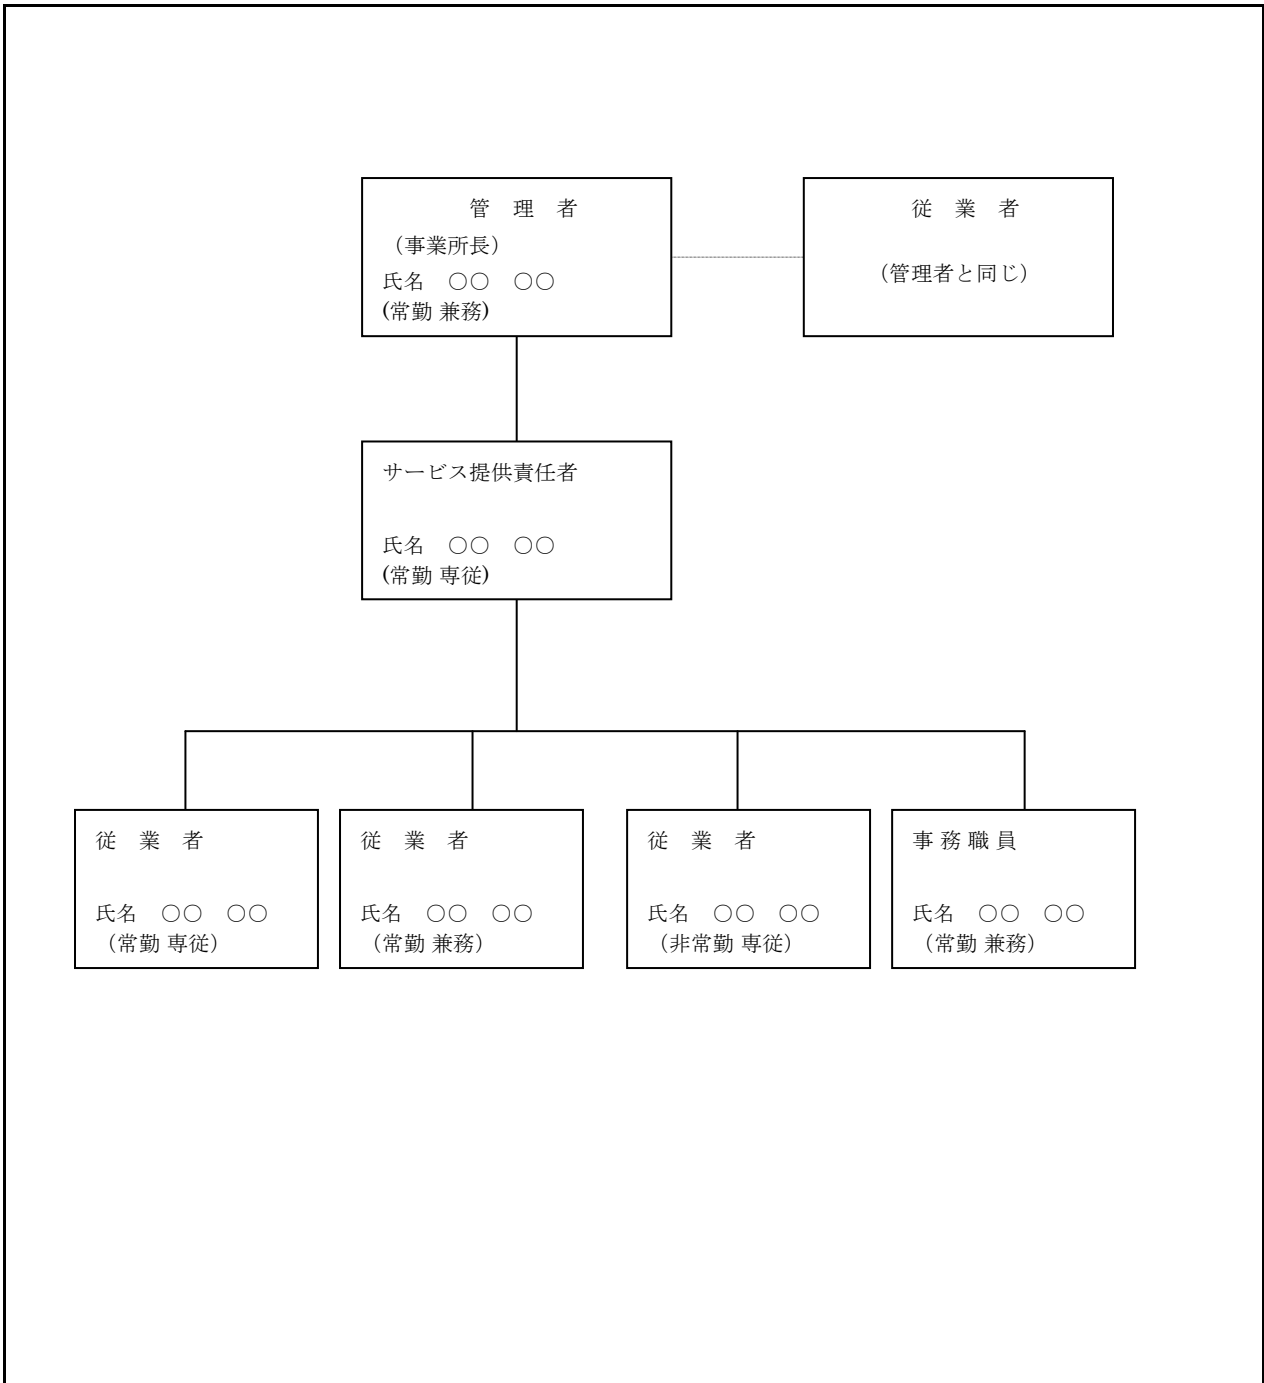 管　理　者
（事業所長）
氏名　○○　○○
(常勤 兼務)
従　業　者
（管理者と同じ）
サービス提供責任者
氏名　○○　○○
(常勤 専従)
従　業　者
氏名　○○　○○
（常勤 専従）
従　業　者
氏名　○○　○○
（常勤 兼務）
従　業　者
氏名　○○　○○
（非常勤 専従）
事 務 職 員
氏名　○○　○○
（常勤 兼務）